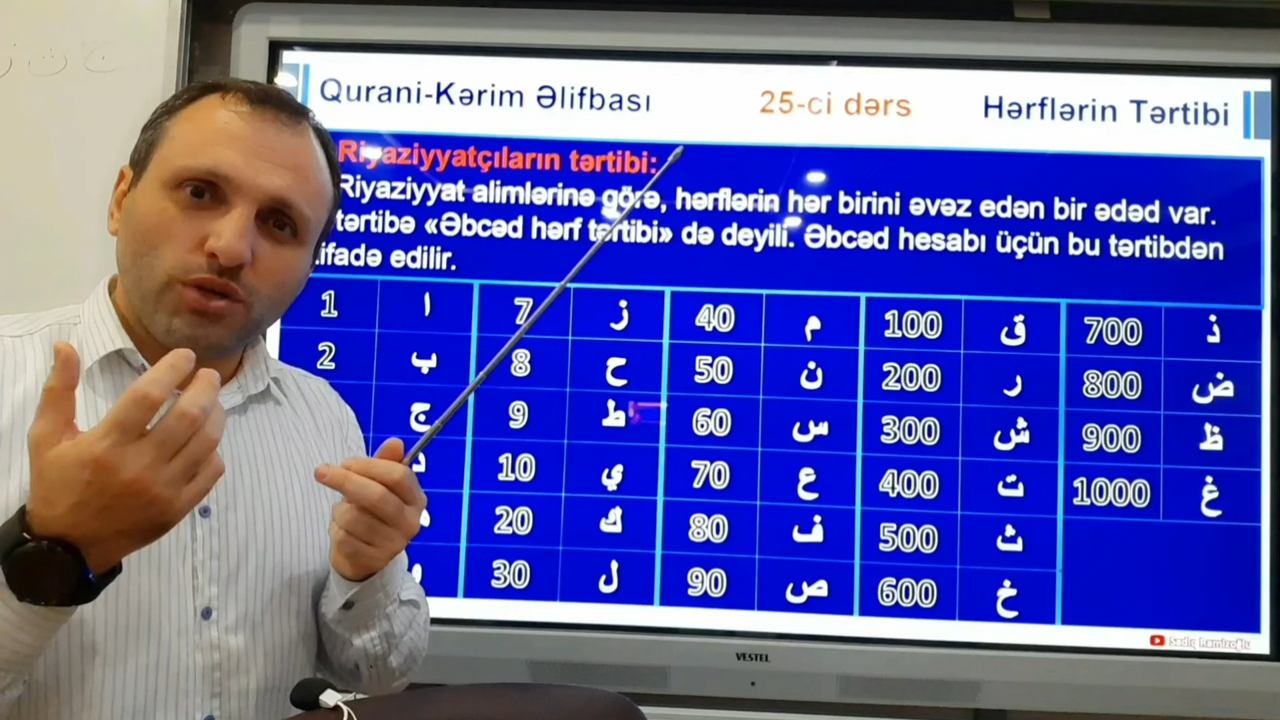 Qurani-Kərim Əlifbası 25-ci dərs Hərflərin Tərtibi
Riyaziyyatçıların tərtibi:
Riyaziyyat alimlərinə görə, hərflərin hər birini əvəz edən bir ədəd var.
tərtibə «Əbcəd hərf tərtibi» də deyili. Əbcəd hesabı üçün bu tərtibdən
edilir.
1 ا 7 ز 40 م 100 ق 700 ذ
2 ب 8 ح 50 ن 200 ر 800 ض
ج 9 ط 60 س 300 ش 900 ظ
د 10 ي 70 ع 400 ت 1000 غ
ه 20 ك 80 ف 500 ث
و 30 ل 90 ص 600 خ
Sadiq Ramizoğlu
VESTEL